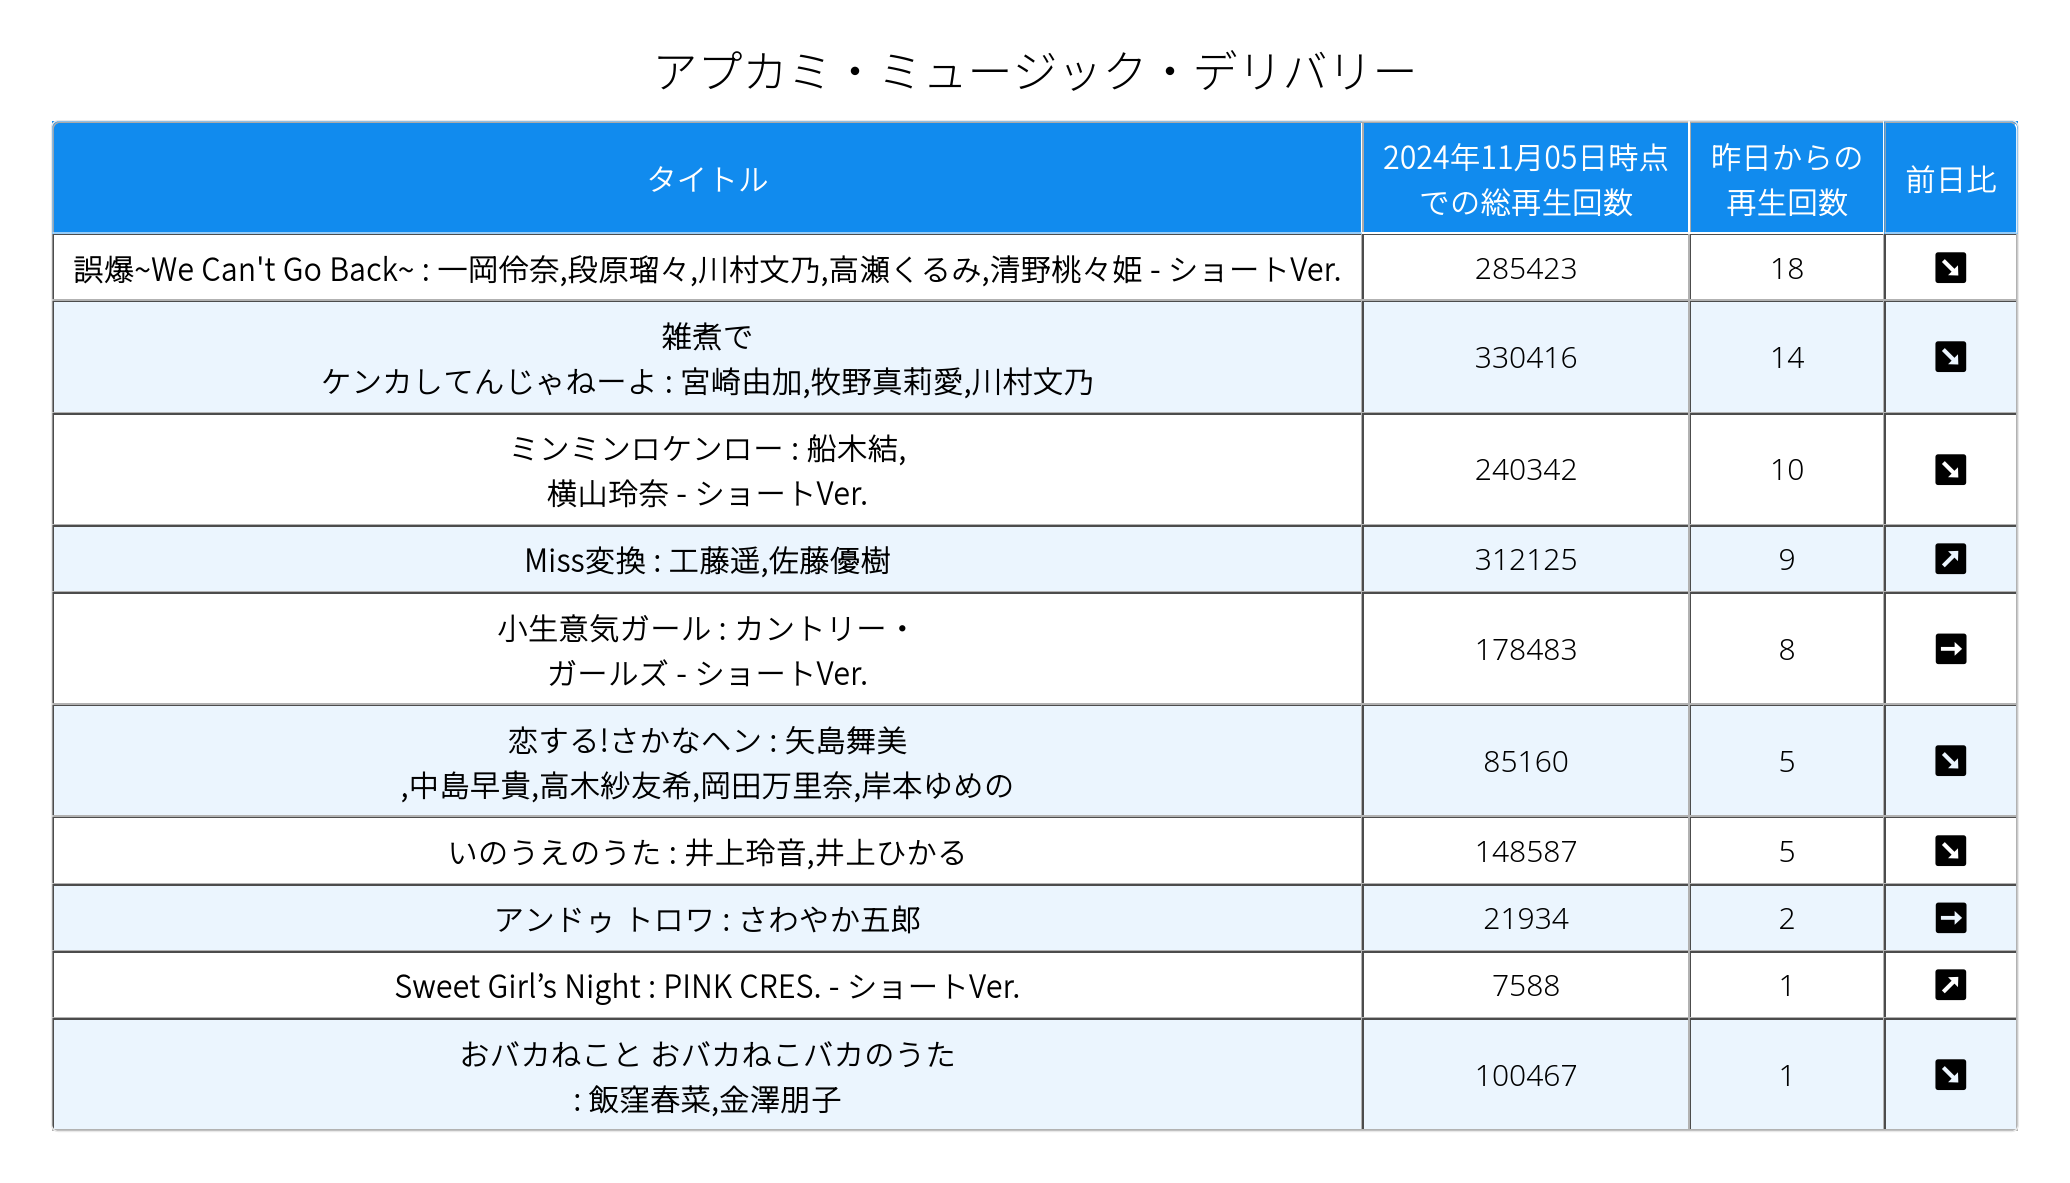 アプカミ・ミュージック・デリバリー
タイトル
2024年11月05日時点
での総再生回数
昨日からの
再生回数
前日比
誤爆~We Can't Go Back~ : 一岡伶奈,段原瑠々,川村文乃,高瀬くるみ,清野桃々姫 - ショートVer.
285423
18
雑煮で
ケンカしてんじゃねーよ : 宮崎由加,牧野真莉愛,川村文乃
330416
14
ミンミンロケンロー : 船木結,
横山玲奈 - ショートVer.
240342
10
Miss変換 : 工藤遥,佐藤優樹
312125
9
小生意気ガール : カントリー・
ガールズ - ショートVer.
178483
8
恋する!さかなヘン : 矢島舞美
,中島早貴,高木紗友希,岡田万里奈,岸本ゆめの
85160
5
いのうえのうた : 井上玲音,井上ひかる
148587
5
アンドゥ トロワ : さわやか五郎
21934
2
Sweet Girl’s Night : PINK CRES. - ショートVer.
7588
1
おバカねこと おバカねこバカのうた
: 飯窪春菜,金澤朋子
100467
1